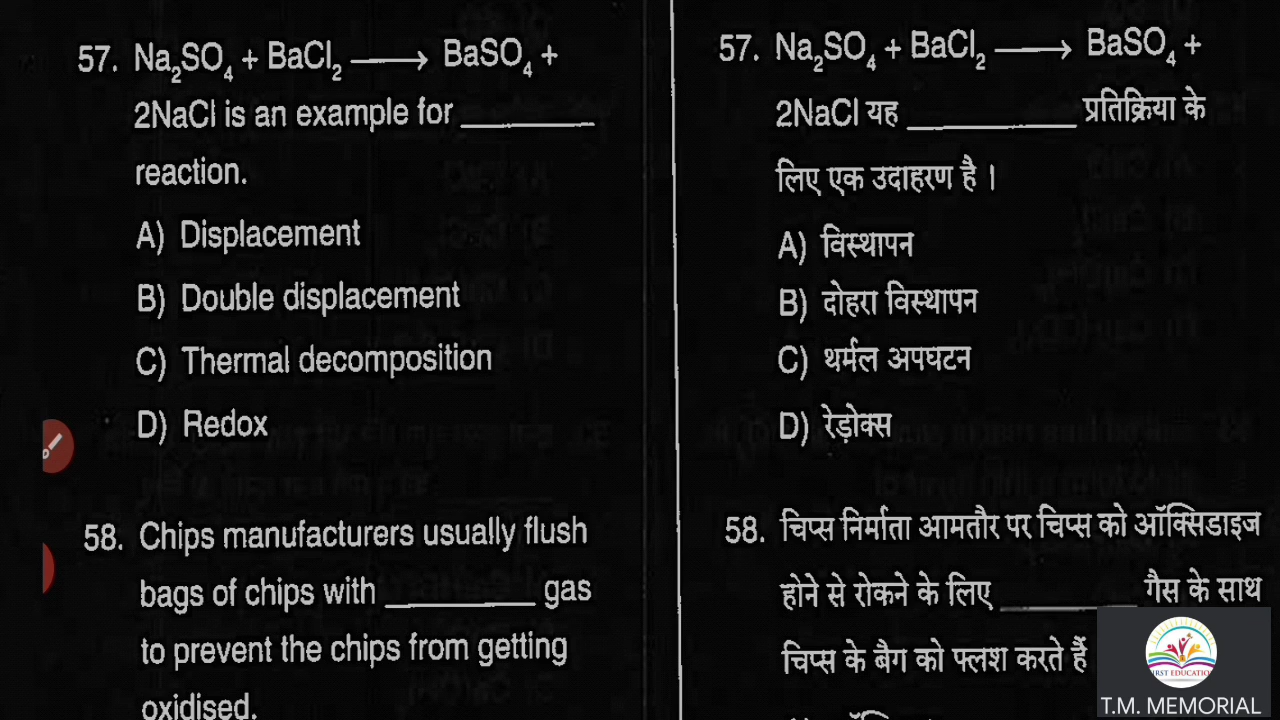 57. Na₂SO₄ + BaCl₂ ⟶ BaSO₄ +
2NaCl is an example for ________
reaction.
A) Displacement
B) Double displacement
C) Thermal decomposition
D) Redox
58. Chips manufacturers usually flush
bags of chips with ________ gas
to prevent the chips from getting
oxidised.
57. Na₂SO₄ + BaCl₂ ⟶ BaSO₄ +
2NaCl यह ________ प्रतिक्रिया के
लिए एक उदाहरण है ।
A) विस्थापन
B) दोहरा विस्थापन
C) थर्मल अपघटन
D) रेड़ोक्स
58. चिप्स निर्माता आमतौर पर चिप्स को ऑक्सिडाइज
होने से रोकने के लिए ________ गैस के साथ
चिप्स के बैग को फ्लश करते हैं
FIRST EDUCATION
T.M. MEMORIAL